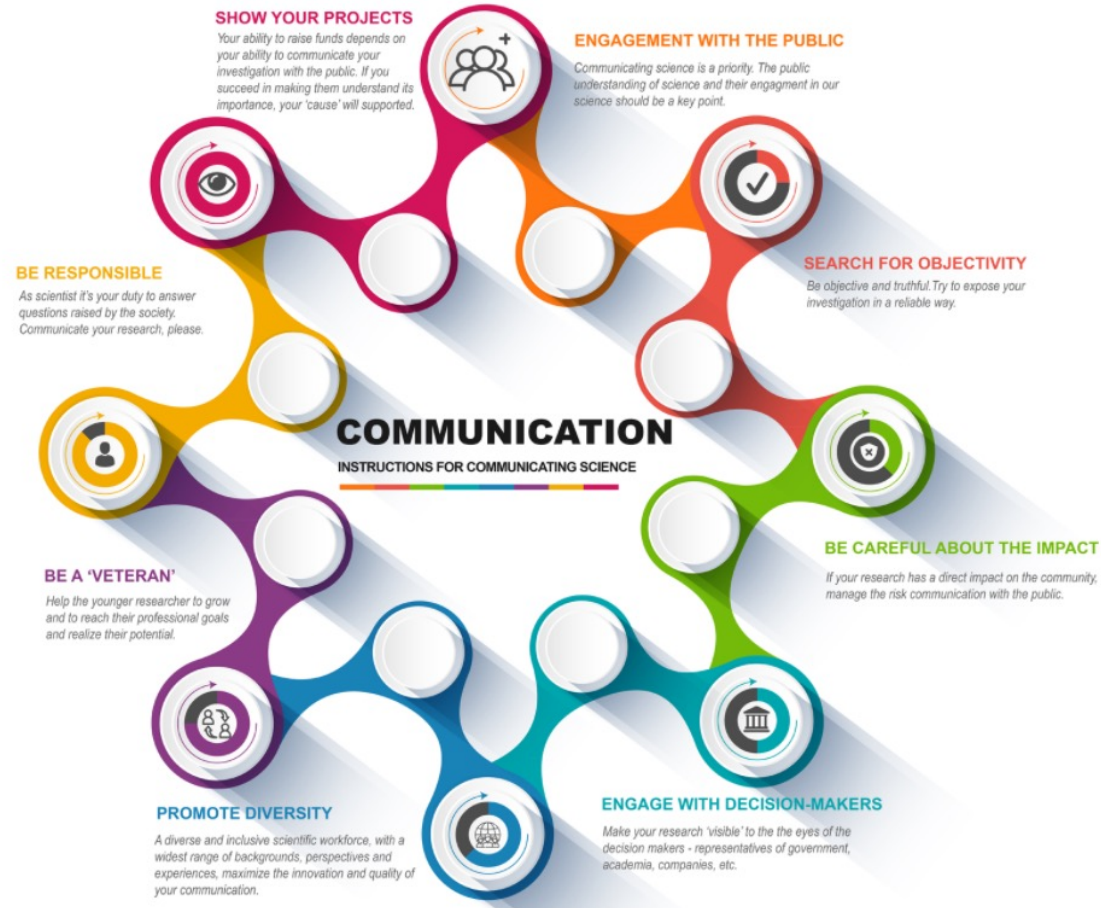 SHOW YOUR PROJECTS
Your ability to raise funds depends on
your ability to communicate your
investigation with the public. If you
succeed in making them understand its
importance, your 'cause' will supported.
ENGAGEMENT WITH THE PUBLIC
Communicating science is a priority. The public
understanding of science and their engagment in our
science should be a key point.
SEARCH FOR OBJECTIVITY
Be objective and truthful.Try to expose your
investigation in a reliable way.
BE RESPONSIBLE
As scientist it's your duty to answer
questions raised by the society.
Communicate your research, please.
COMMUNICATION
INSTRUCTIONS FOR COMMUNICATING SCIENCE
BE CAREFUL ABOUT THE IMPACT
If your research has a direct impact on the community,
manage the risk communication with the public.
BE A 'VETERAN'
Help the younger researcher to grow
and to reach their professional goals
and realize their potential.
ENGAGE WITH DECISION-MAKERS
Make your research 'visible' to the the eyes of the
decision makers - representatives of government,
academia, companies, etc.
PROMOTE DIVERSITY
A diverse and inclusive scientific workforce, with a
widest range of backgrounds, perspectives and
experiences, maximize the innovation and quality of
your communication.